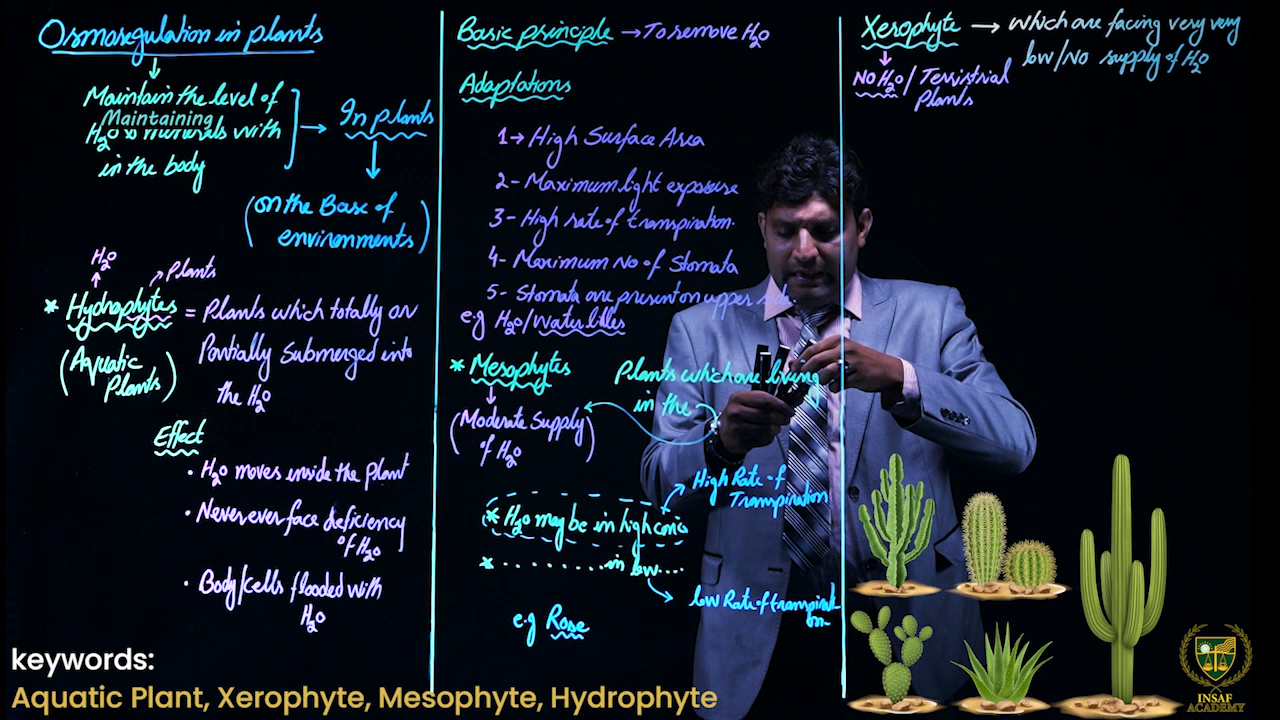 Osmoregulation in plants
Maintain the level of
Maintaining
H2O minerals with
in the body
In plants
(on the Base of
environments)
H2O
Plants
* Hydrophytes = Plants which totally or
(Aquatic
Plants)
Partially Submerged into
the H2O
Effect
• H2O moves inside the plant
• Never ever face deficiency
of H2O
• Body/cells flooded with
H2O
Basic principle → To remove H2O
Adaptations
1→ High Surface Area
2- Maximum light exposure
3- High rate of transpiration.
4- Maximum No of Stomata
5- Stomata are present on upper side.
e.g H2O/Water lilies
* Mesophytes
Plants which are living
in the
(Moderate Supply
of H2O)
High Rate of
Transpiration
* H2O may be in high conc
* ......... in low....
low Rate of transpirati
on
e.g Rose
Xerophyte → which are facing very very
low/No supply of H2O
No H2O/ Terristrial
Plants
keywords:
Aquatic Plant, Xerophyte, Mesophyte, Hydrophyte
INSAF
ACADEMY